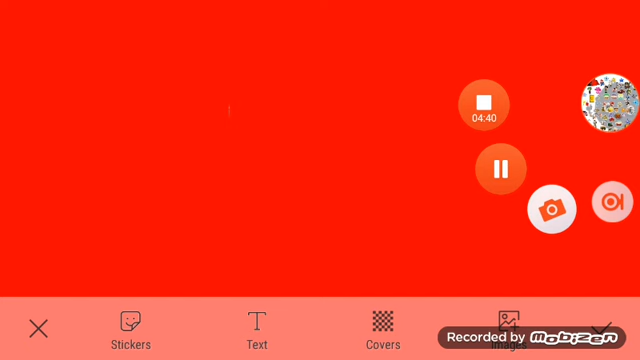 04:40
Stickers
Text
Covers
Images
Recorded by mobizen